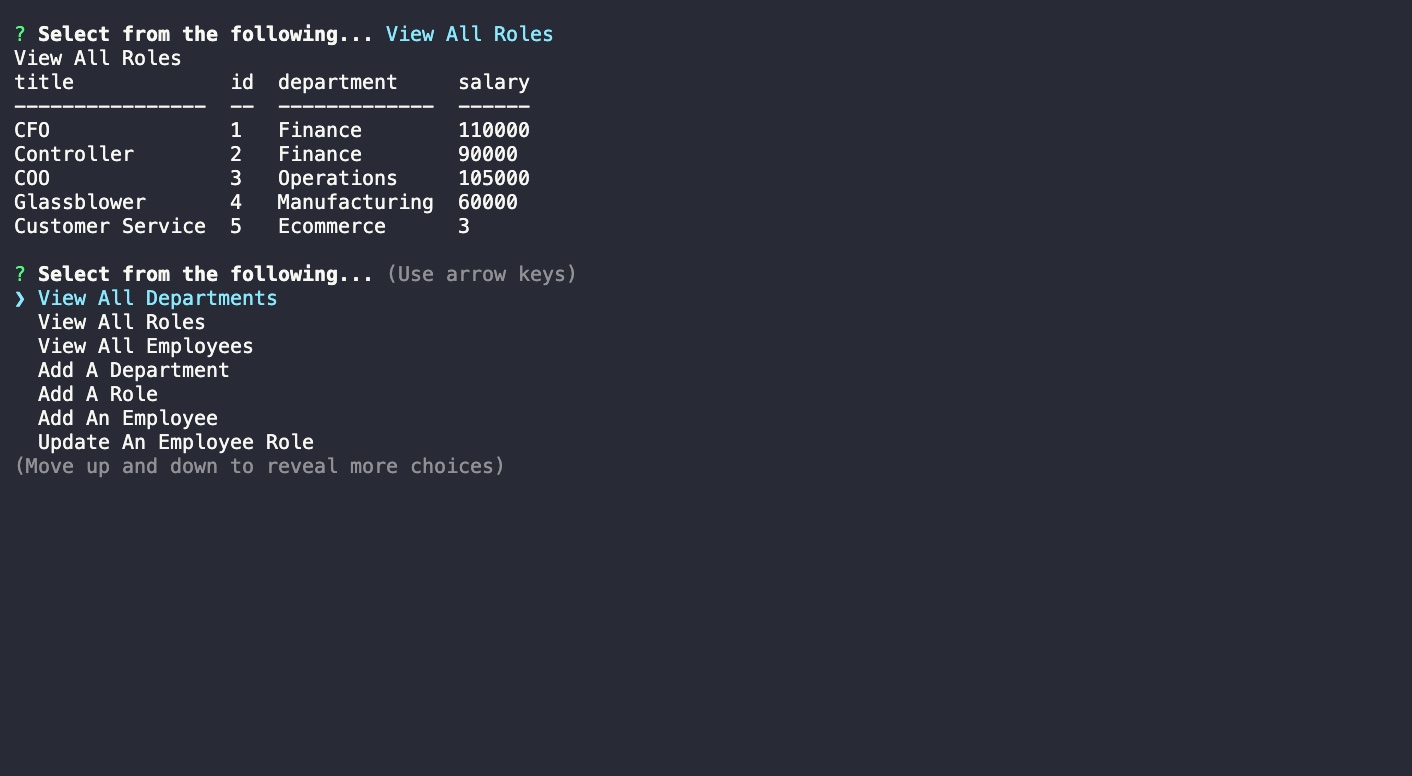 ? Select from the following... View All Roles
View All Roles
title             id  department     salary
----------------  --  -------------  ------
CFO               1   Finance        110000
Controller        2   Finance        90000
COO               3   Operations     105000
Glassblower       4   Manufacturing  60000
Customer Service  5   Ecommerce      3
? Select from the following... (Use arrow keys)
❯ View All Departments
  View All Roles
  View All Employees
  Add A Department
  Add A Role
  Add An Employee
  Update An Employee Role
(Move up and down to reveal more choices)